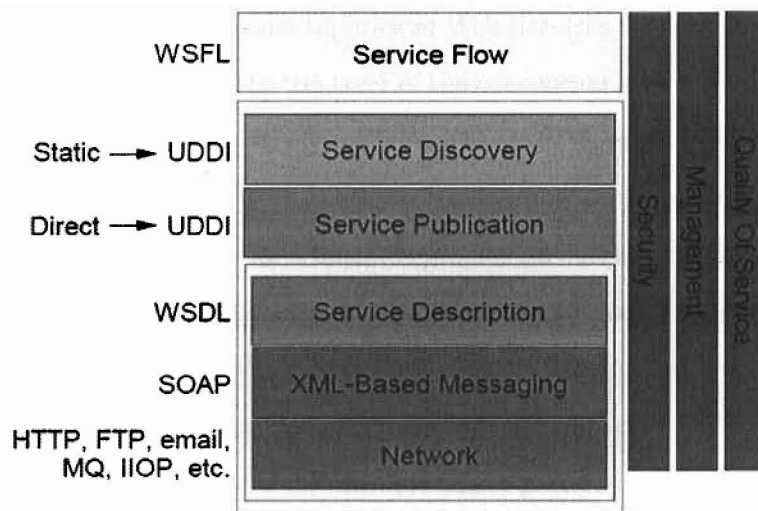 WSFL Service Flow
Static → UDDI Service Discovery
Direct → UDDI Service Publication
WSDL Service Description
SOAP XML-Based Messaging
HTTP, FTP, email,
MQ, IIOP, etc.
Network
Security
Management
Quality Of Service